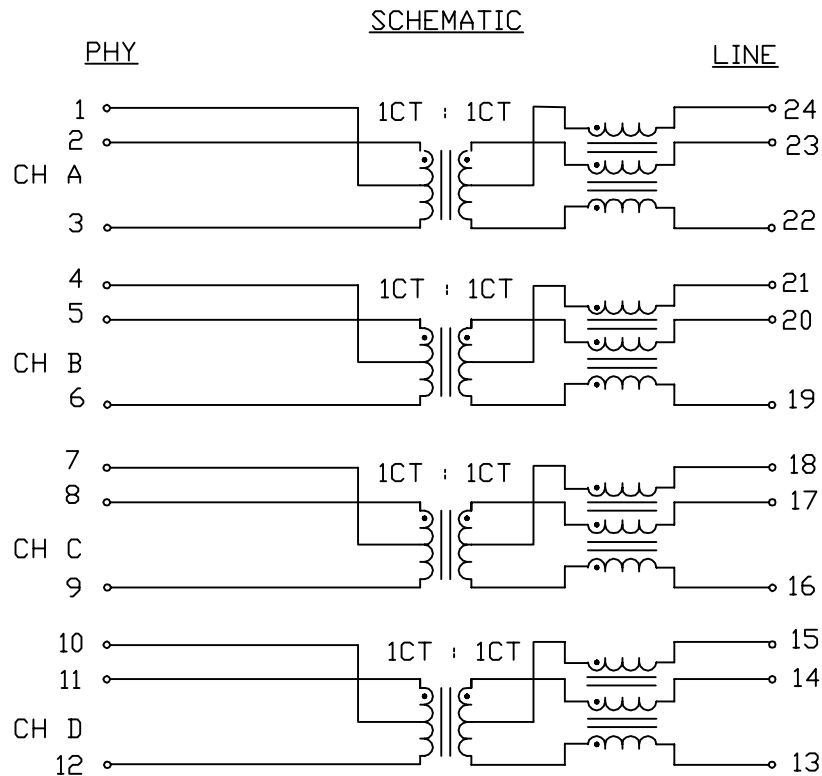 SCHEMATIC
PHY
LINE
1 1CT : 1CT 24
2 23
CH A
3 22
4 1CT : 1CT 21
5 20
CH B
6 19
7 1CT : 1CT 18
8 17
CH C
9 16
10 1CT : 1CT 15
11 14
CH D
12 13